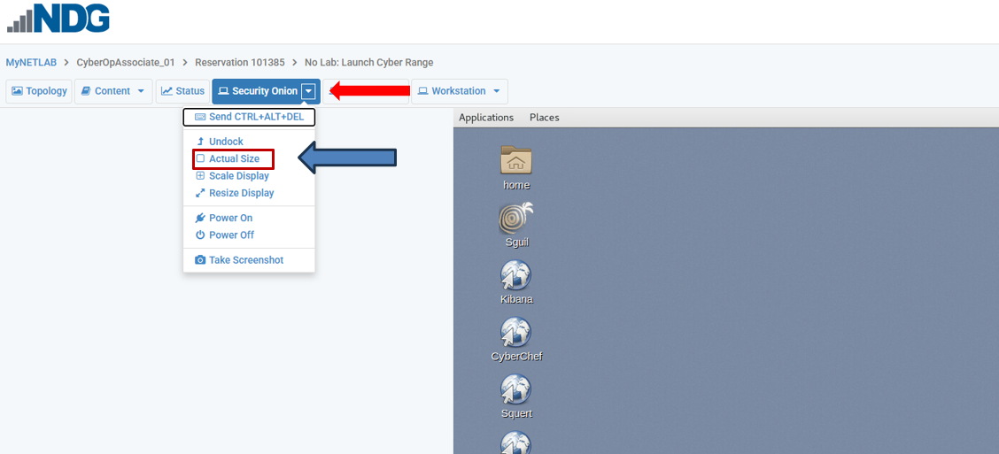 NDG
MyNETLAB > CyberOpAssociate_01 > Reservation 101385 > No Lab: Launch Cyber Range
Topology Content Status Security Onion Workstation
Send CTRL+ALT+DEL
Undock
Actual Size
Scale Display
Resize Display
Power On
Power Off
Take Screenshot
Applications Places
home
Sguil
Kibana
CyberChef
Squert